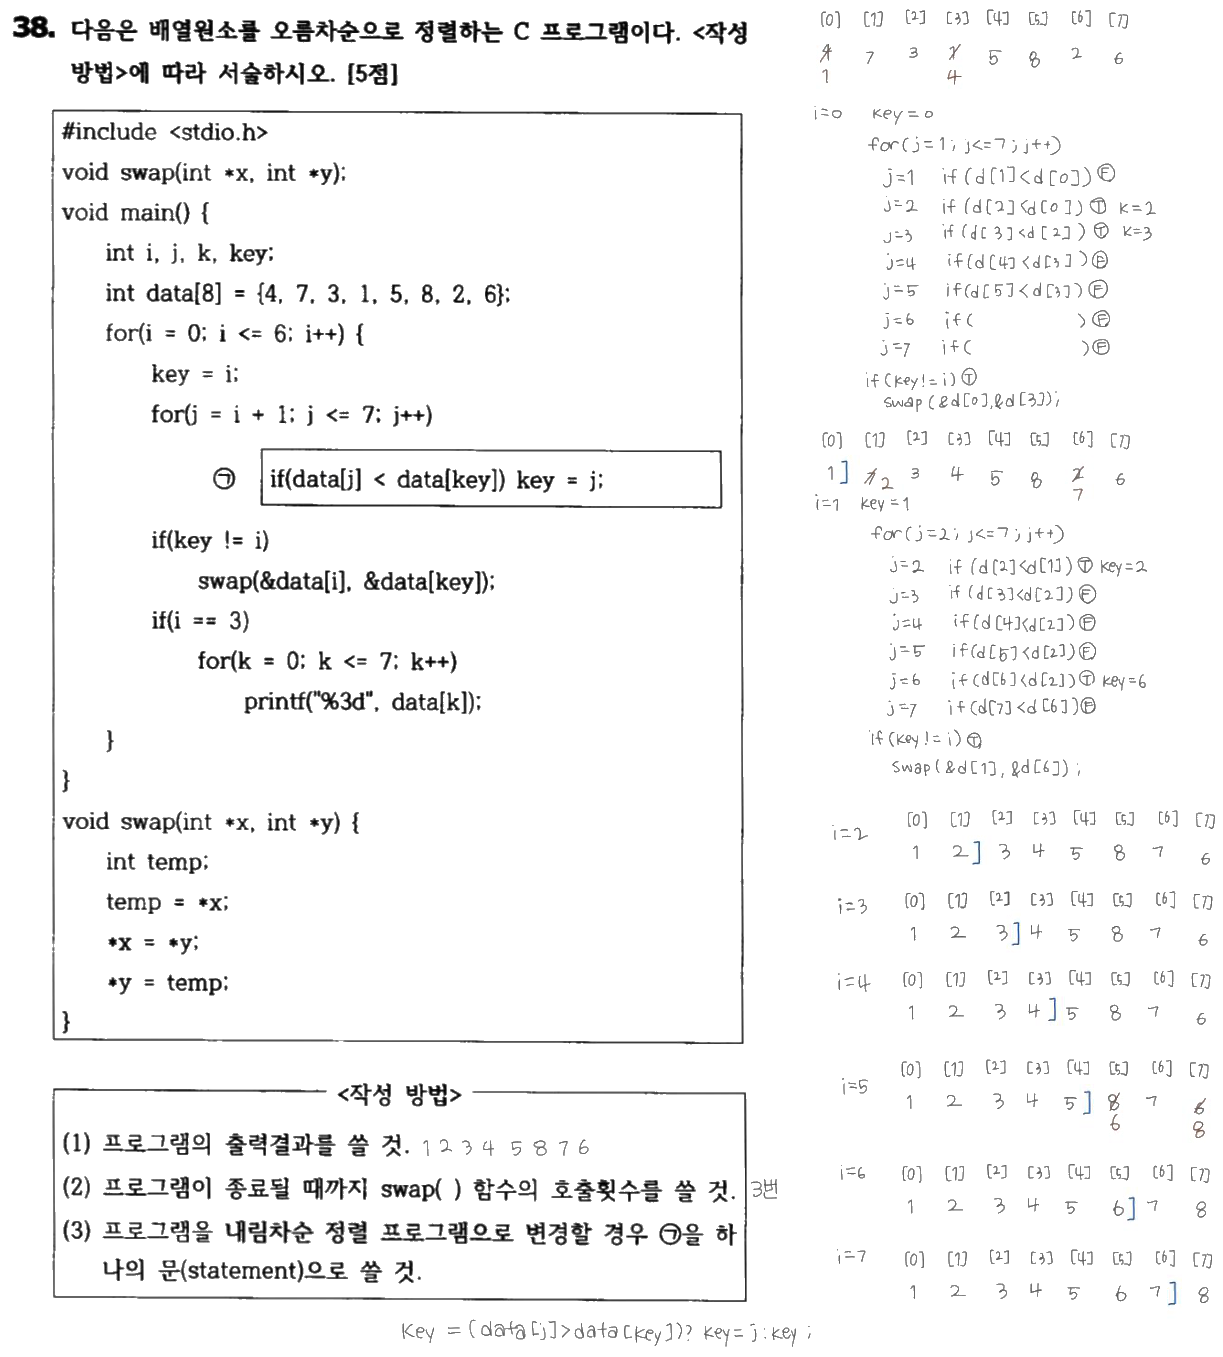 38. 다음은 배열원소를 오름차순으로 정렬하는 C 프로그램이다. <작성
방법>에 따라 서술하시오. [5점]
#include <stdio.h>
void swap(int *x, int *y);
void main() {
int i, j, k, key;
int data[8] = {4, 7, 3, 1, 5, 8, 2, 6};
for(i = 0; i <= 6; i++) {
key = i;
for(j = i + 1; j <= 7; j++)
㉠ if(data[j] < data[key]) key = j;
if(key != i)
swap(&data[i], &data[key]);
if(i == 3)
for(k = 0; k <= 7; k++)
printf("%3d", data[k]);
}
}
void swap(int *x, int *y) {
int temp;
temp = *x;
*x = *y;
*y = temp;
}
<작성 방법>
(1) 프로그램의 출력결과를 쓸 것. 1 2 3 4 5 8 7 6
(2) 프로그램이 종료될 때까지 swap( ) 함수의 호출횟수를 쓸 것. 3번
(3) 프로그램을 내림차순 정렬 프로그램으로 변경할 경우 ㉠을 하
나의 문(statement)으로 쓸 것.
key = (data[j]>data[key])? key=j:key;
[0] [1] [2] [3] [4] [5] [6] [7]
4 7 3 1 5 8 2 6
1 4
i=0 key=0
for(j=1; j<=7; j++)
j=1 if(d[1]<d[0]) Ⓕ
j=2 if(d[2]<d[0]) Ⓣ k=2
j=3 if(d[3]<d[2]) Ⓣ k=3
j=4 if(d[4]<d[3]) Ⓕ
j=5 if(d[5]<d[3]) Ⓕ
j=6 if( ) Ⓕ
j=7 if( ) Ⓕ
if(key!=i) Ⓣ
swap(&d[0],&d[3]);
[0] [1] [2] [3] [4] [5] [6] [7]
1] 7 2 3 4 5 8 2 6
7
i=1 key=1
for(j=2; j<=7; j++)
j=2 if(d[2]<d[1]) Ⓣ key=2
j=3 if(d[3]<d[2]) Ⓕ
j=4 if(d[4]<d[2]) Ⓕ
j=5 if(d[5]<d[2]) Ⓕ
j=6 if(d[6]<d[2]) Ⓣ key=6
j=7 if(d[7]<d[6]) Ⓕ
if(key!=i) Ⓣ
swap(&d[1], &d[6]);
i=2 [0] [1] [2] [3] [4] [5] [6] [7]
1 2] 3 4 5 8 7 6
i=3 [0] [1] [2] [3] [4] [5] [6] [7]
1 2 3] 4 5 8 7 6
i=4 [0] [1] [2] [3] [4] [5] [6] [7]
1 2 3 4] 5 8 7 6
i=5 [0] [1] [2] [3] [4] [5] [6] [7]
1 2 3 4 5] 8 7 6
6 8
i=6 [0] [1] [2] [3] [4] [5] [6] [7]
1 2 3 4 5 6] 7 8
i=7 [0] [1] [2] [3] [4] [5] [6] [7]
1 2 3 4 5 6 7] 8